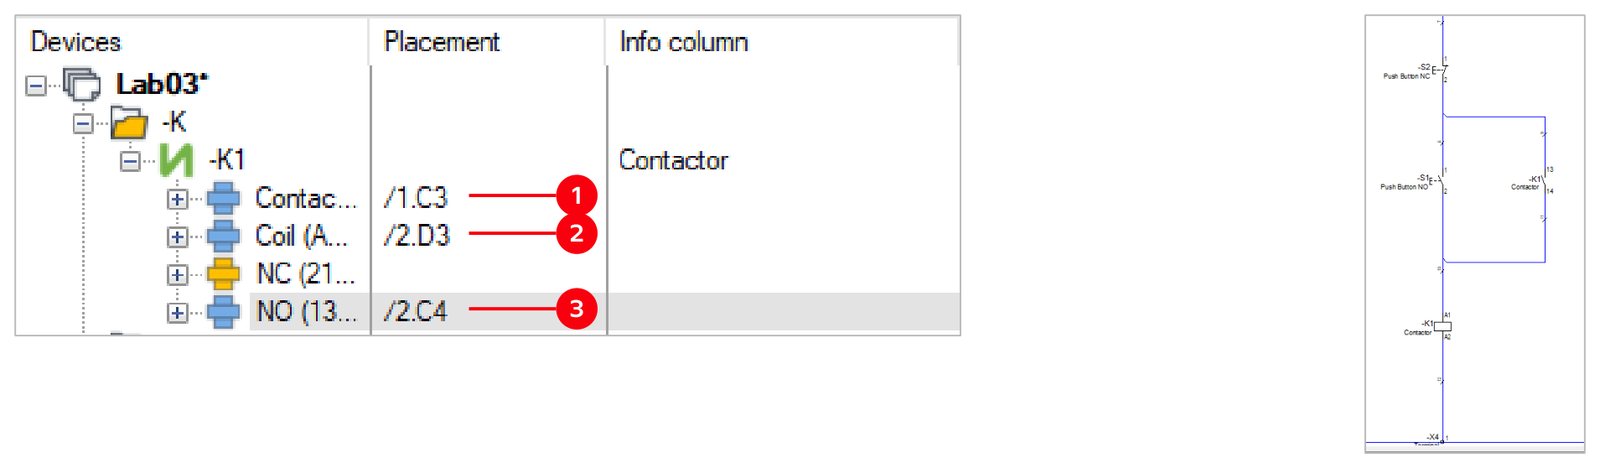 Devices Placement Info column
Lab03*
-K
-K1 Contactor
Contac... /1.C3 1
Coil (A... /2.D3 2
NC (21...
NO (13... /2.C4 3
1
-S2
Push Button NC
2
1
-S1
Push Button NO
2
13
-K1
Contactor
14
A1
-K1
Contactor
A2
-X4 1